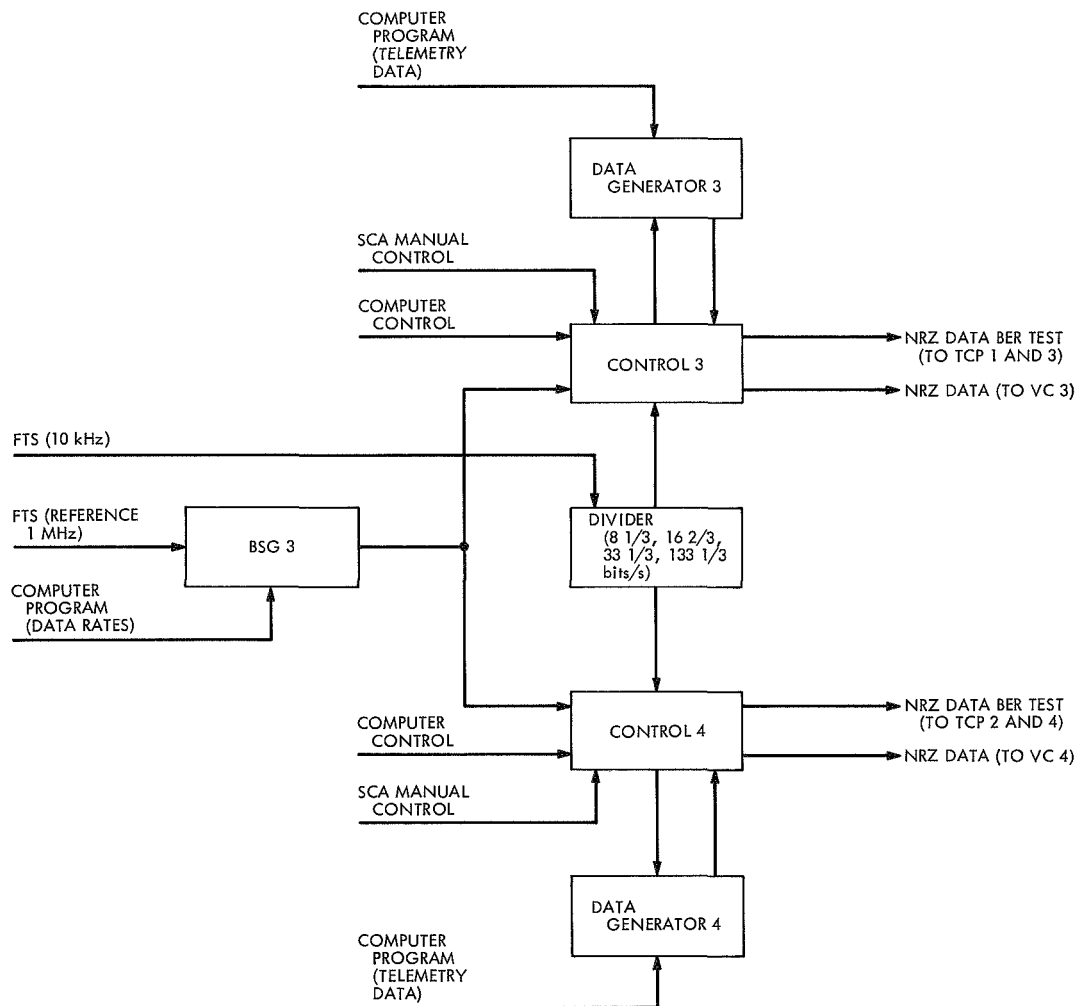 COMPUTER
PROGRAM
(TELEMETRY
DATA)
DATA
GENERATOR 3
SCA MANUAL
CONTROL
COMPUTER
CONTROL
CONTROL 3
NRZ DATA BER TEST
(TO TCP 1 AND 3)
NRZ DATA (TO VC 3)
FTS (10 kHz)
FTS (REFERENCE
1 MHz)
BSG 3
DIVIDER
(8 1/3, 16 2/3,
33 1/3, 133 1/3
bits/s)
COMPUTER
PROGRAM
(DATA RATES)
COMPUTER
CONTROL
SCA MANUAL
CONTROL
CONTROL 4
NRZ DATA BER TEST
(TO TCP 2 AND 4)
NRZ DATA (TO VC 4)
DATA
GENERATOR 4
COMPUTER
PROGRAM
(TELEMETRY
DATA)